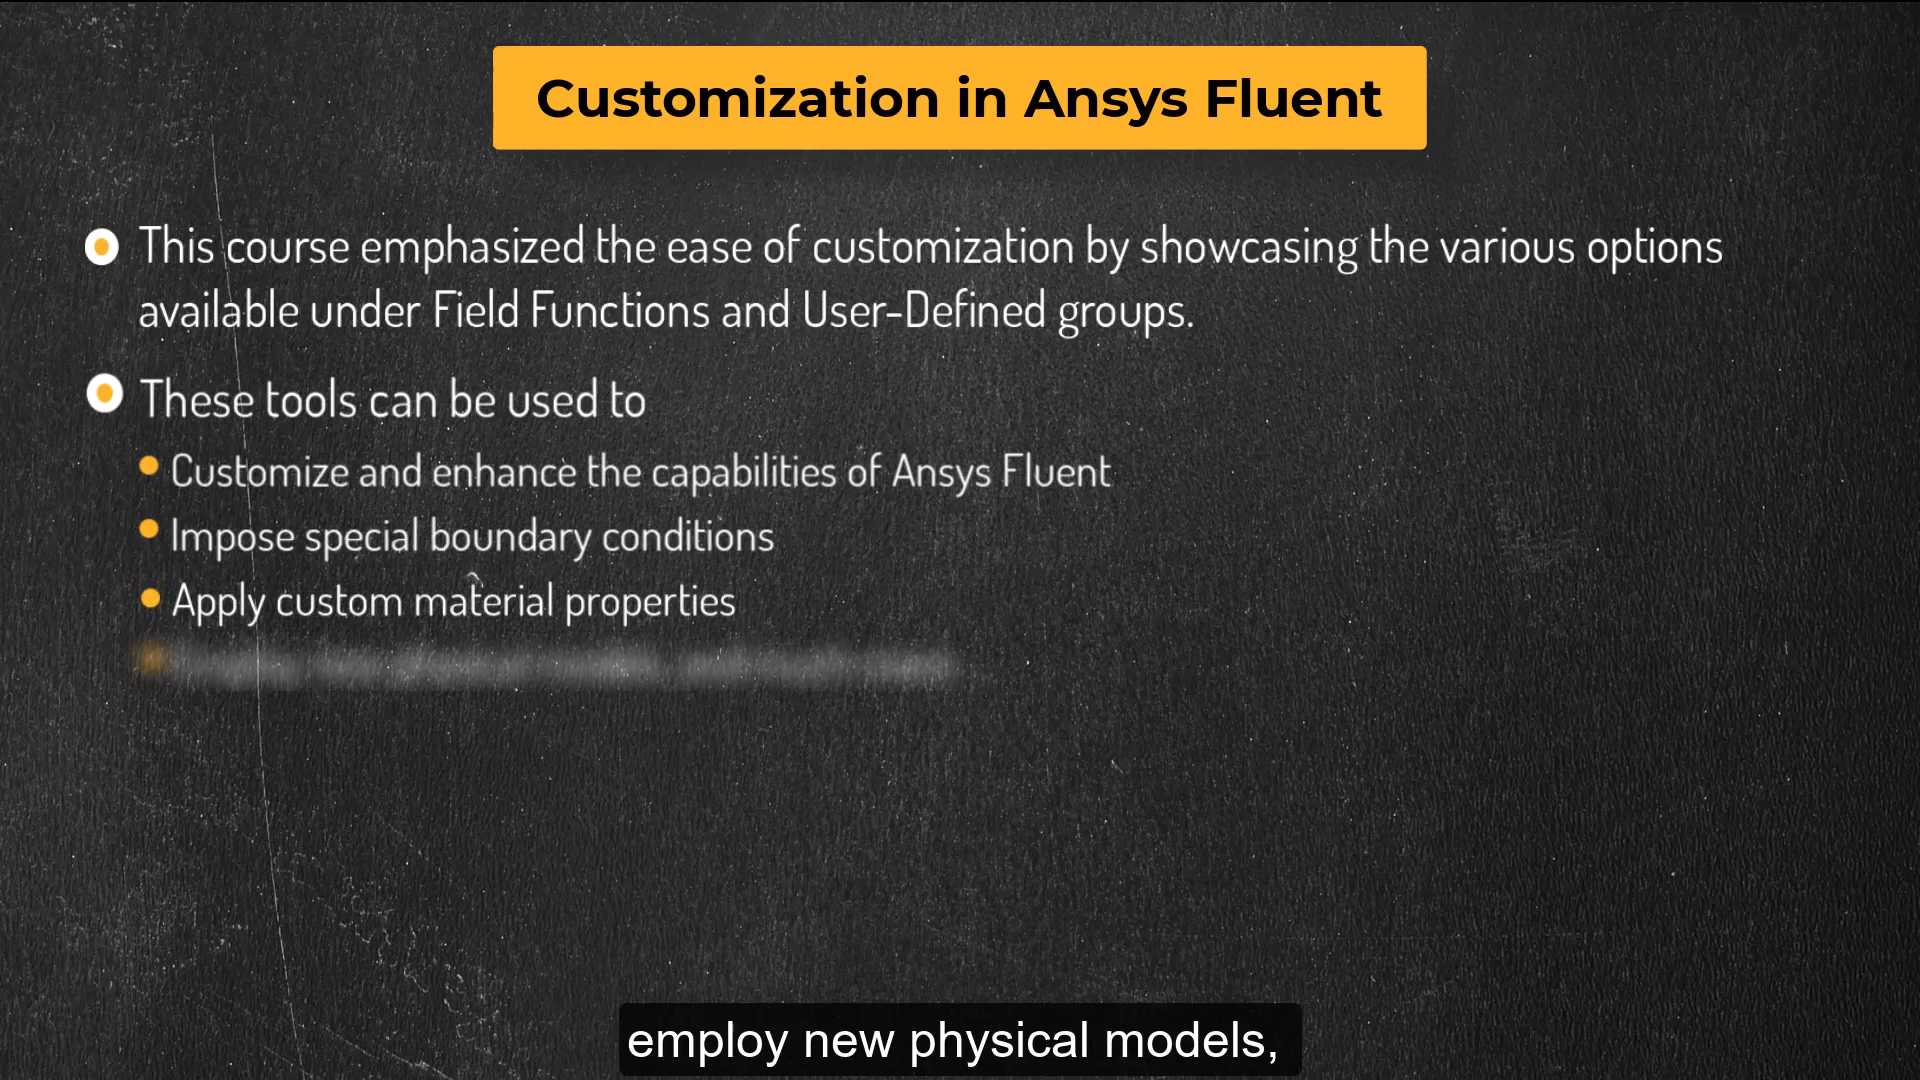 Customization in Ansys Fluent
This course emphasized the ease of customization by showcasing the various options
available under Field Functions and User-Defined groups.
These tools can be used to
Customize and enhance the capabilities of Ansys Fluent
Impose special boundary conditions
Apply custom material properties
employ new physical models,